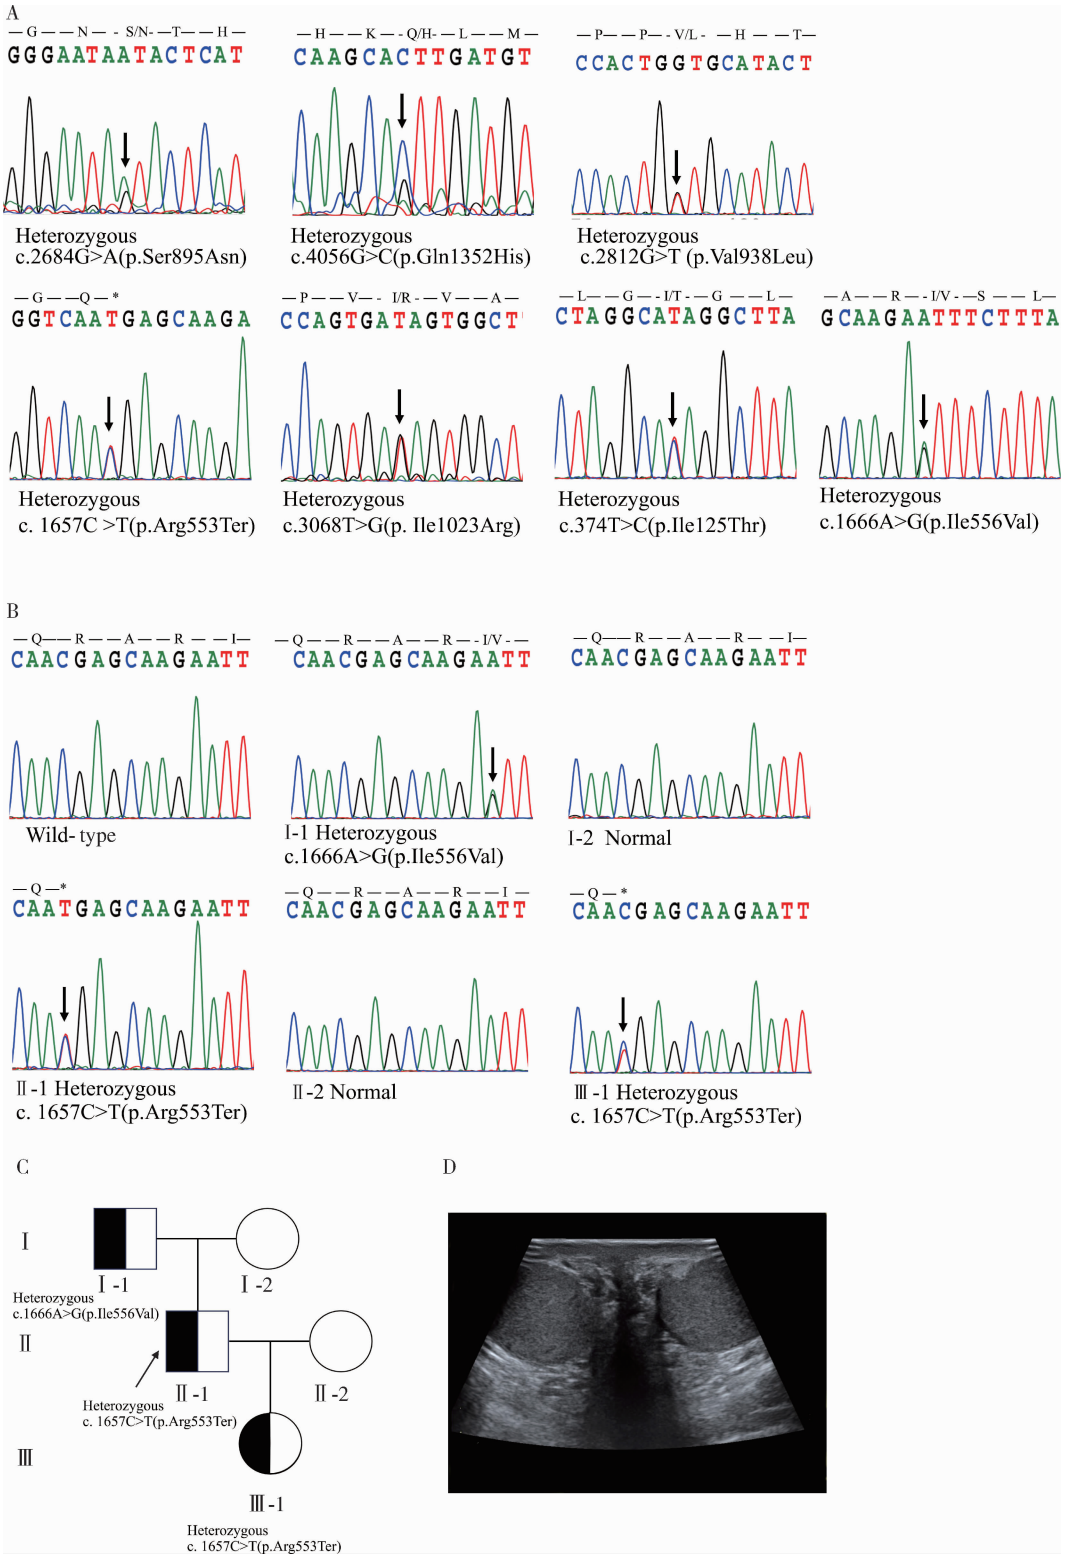 A
—G——N— - S/N-—T——H—
GGGAATAATACTCAT
Heterozygous
c.2684G>A(p.Ser895Asn)
—H——K— -Q/H-—L——M
CAAGCACTTGATGT
Heterozygous
c.4056G>C(p.Gln1352His)
—P——P— -V/L- —H——T
CCACTGGTGCATACT
Heterozygous
c.2812G>T (p.Val938Leu)
—G——Q—*
GGTCAATGAGCAAGA
Heterozygous
c. 1657C >T(p.Arg553Ter)
—P——V— - I/R-—V——A—
CCAGTGATAGTGGCT
Heterozygous
c.3068T>G(p. Ile1023Arg)
—L——G—-I/T-—G——L—
CTAGGCATAGGCTTA
Heterozygous
c.374T>C(p.Ile125Thr)
—A——R—-I/V-—S——L—
GCAAGAATTTCTTTA
Heterozygous
c.1666A>G(p.Ile556Val)
B
—Q——R——A——R——I—
CAACGAGCAAGAATT
Wild-type
—Q——R——A——R—-I/V-—
CAACGAGCAAGAATT
Ⅰ-1 Heterozygous
c.1666A>G(p.Ile556Val)
—Q——R——A——R— —I—
CAACGAGCAAGAATT
Ⅰ-2 Normal
—Q—*
CAATGAGCAAGAATT
Ⅱ-1 Heterozygous
c. 1657C>T(p.Arg553Ter)
—Q——R——A——R——I—
CAACGAGCAAGAATT
Ⅱ-2 Normal
—Q—*
CAACGAGCAAGAATT
Ⅲ-1 Heterozygous
c. 1657C>T(p.Arg553Ter)
C
Ⅰ
Ⅰ-1
Ⅰ-2
Heterozygous
c.1666A>G(p.Ile556Val)
Ⅱ
Ⅱ-1
Ⅱ-2
Heterozygous
c. 1657C>T(p.Arg553Ter)
Ⅲ
Ⅲ-1
Heterozygous
c. 1657C>T(p.Arg553Ter)
D